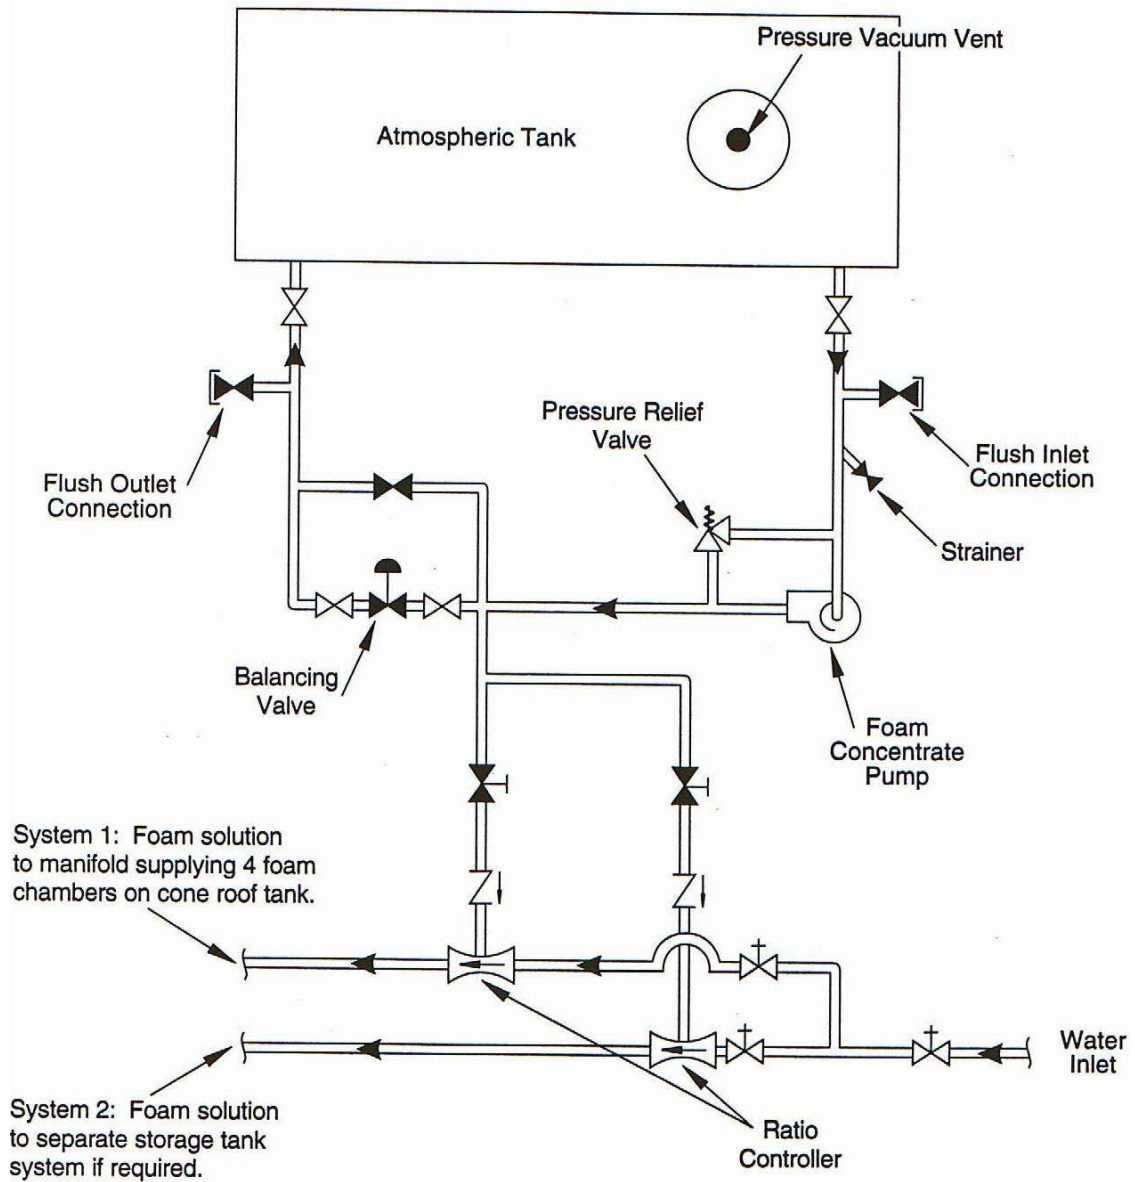 Pressure Vacuum Vent
Atmospheric Tank
Pressure Relief
Valve
Flush Outlet
Connection
Flush Inlet
Connection
Strainer
Balancing
Valve
Foam
Concentrate
Pump
System 1: Foam solution
to manifold supplying 4 foam
chambers on cone roof tank.
Water
Inlet
System 2: Foam solution
to separate storage tank
system if required.
Ratio
Controller